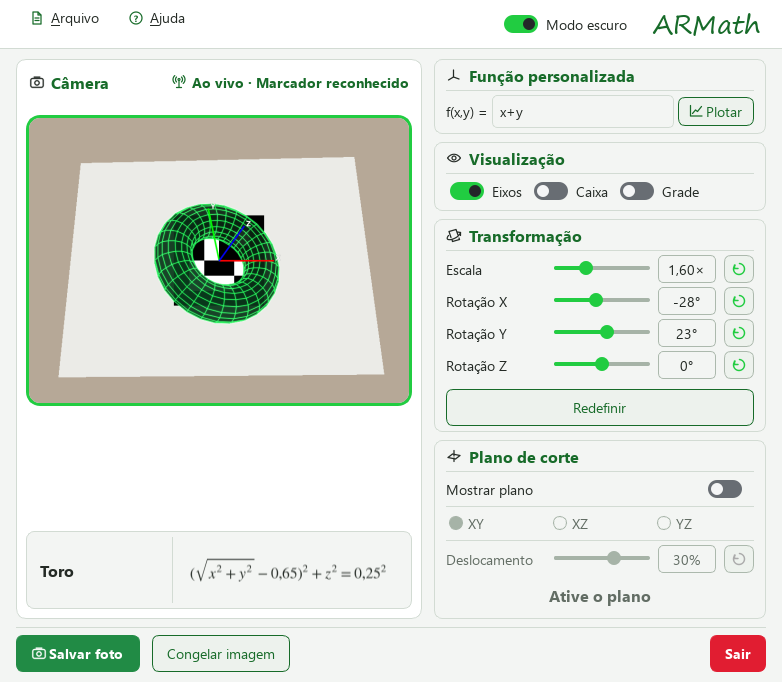 Arquivo
Ajuda
Modo escuro
ARMath
Câmera
Ao vivo · Marcador reconhecido
Toro
(√x² + y² − 0,65)² + z² = 0,25²
Função personalizada
f(x,y) = x+y
Plotar
Visualização
Eixos
Caixa
Grade
Transformação
Escala
1,60×
Rotação X
-28°
Rotação Y
23°
Rotação Z
0°
Redefinir
Plano de corte
Mostrar plano
XY
XZ
YZ
Deslocamento
30%
Ative o plano
Salvar foto
Congelar imagem
Sair